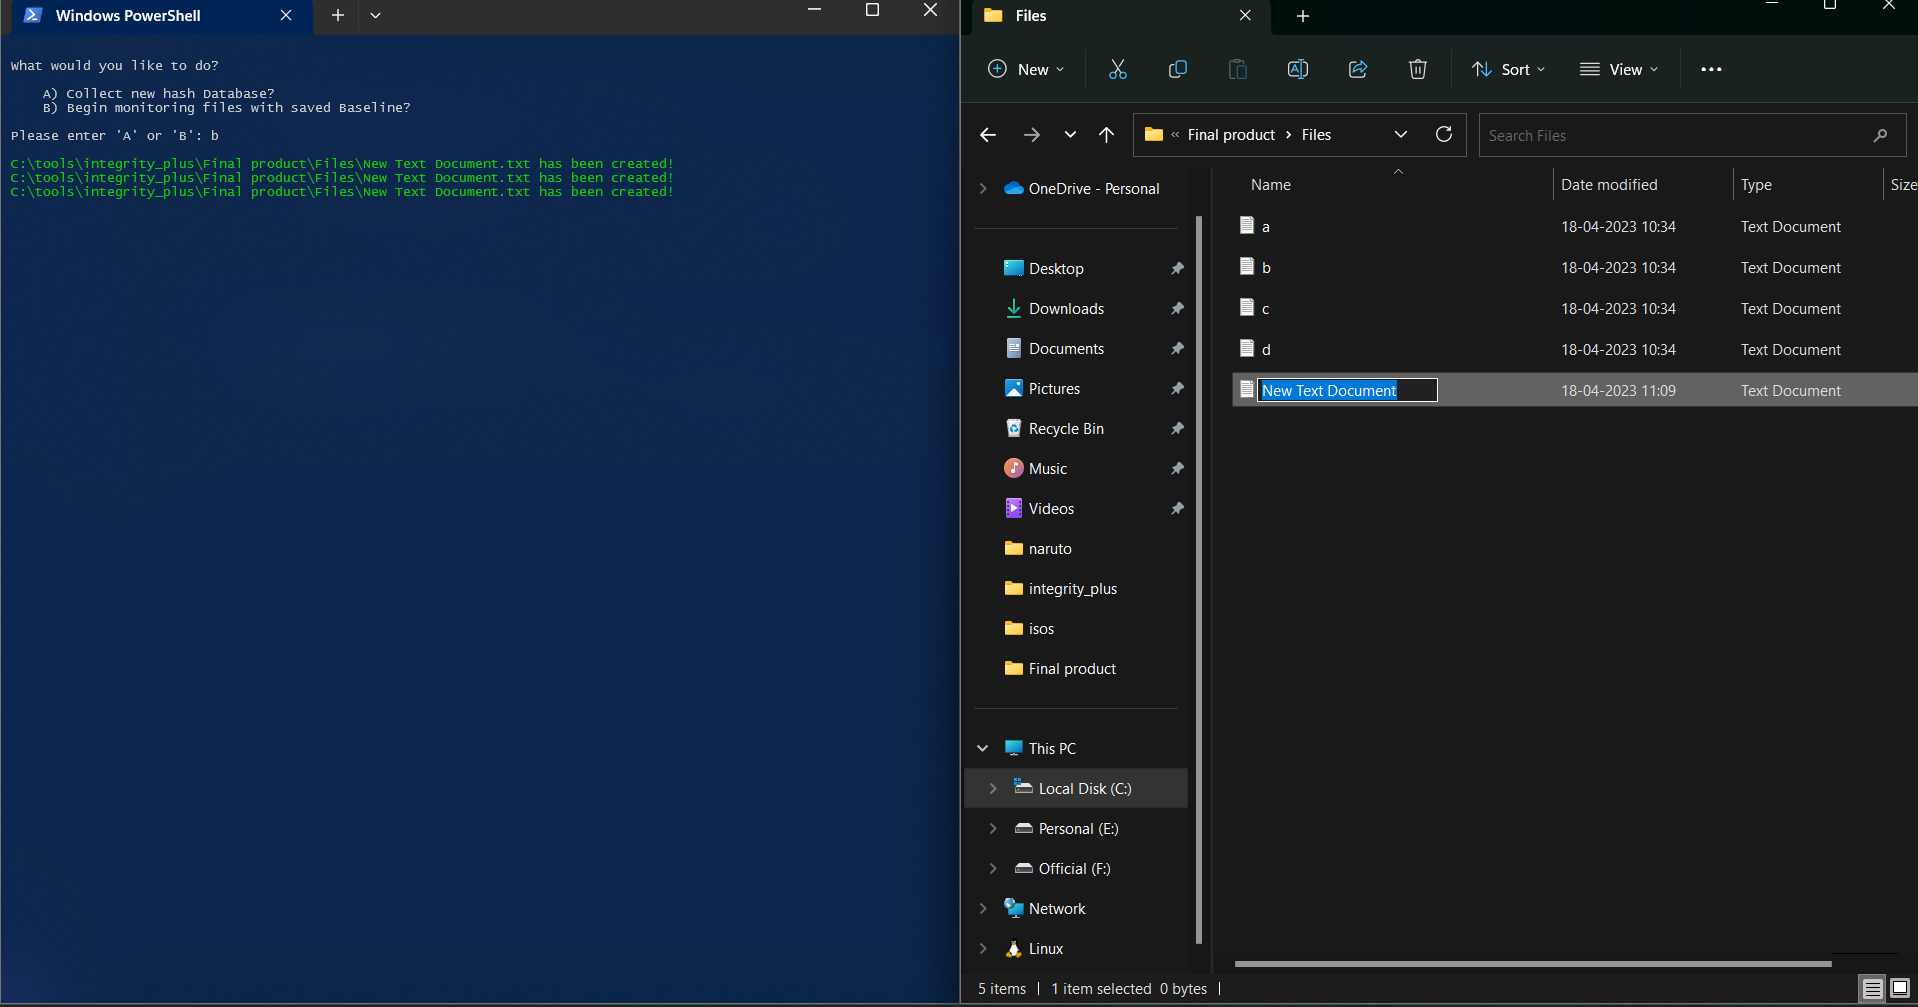 Windows PowerShell
What would you like to do?
A) Collect new hash Database?
B) Begin monitoring files with saved Baseline?
Please enter 'A' or 'B': b
C:\tools\integrity_plus\Final product\Files\New Text Document.txt has been created!
C:\tools\integrity_plus\Final product\Files\New Text Document.txt has been created!
C:\tools\integrity_plus\Final product\Files\New Text Document.txt has been created!
Files
New Sort View
« Final product > Files Search Files
OneDrive - Personal
Desktop
Downloads
Documents
Pictures
Recycle Bin
Music
Videos
naruto
integrity_plus
isos
Final product
This PC
Local Disk (C:)
Personal (E:)
Official (F:)
Network
Linux
Name Date modified Type Size
a 18-04-2023 10:34 Text Document
b 18-04-2023 10:34 Text Document
c 18-04-2023 10:34 Text Document
d 18-04-2023 10:34 Text Document
New Text Document 18-04-2023 11:09 Text Document
5 items | 1 item selected 0 bytes |